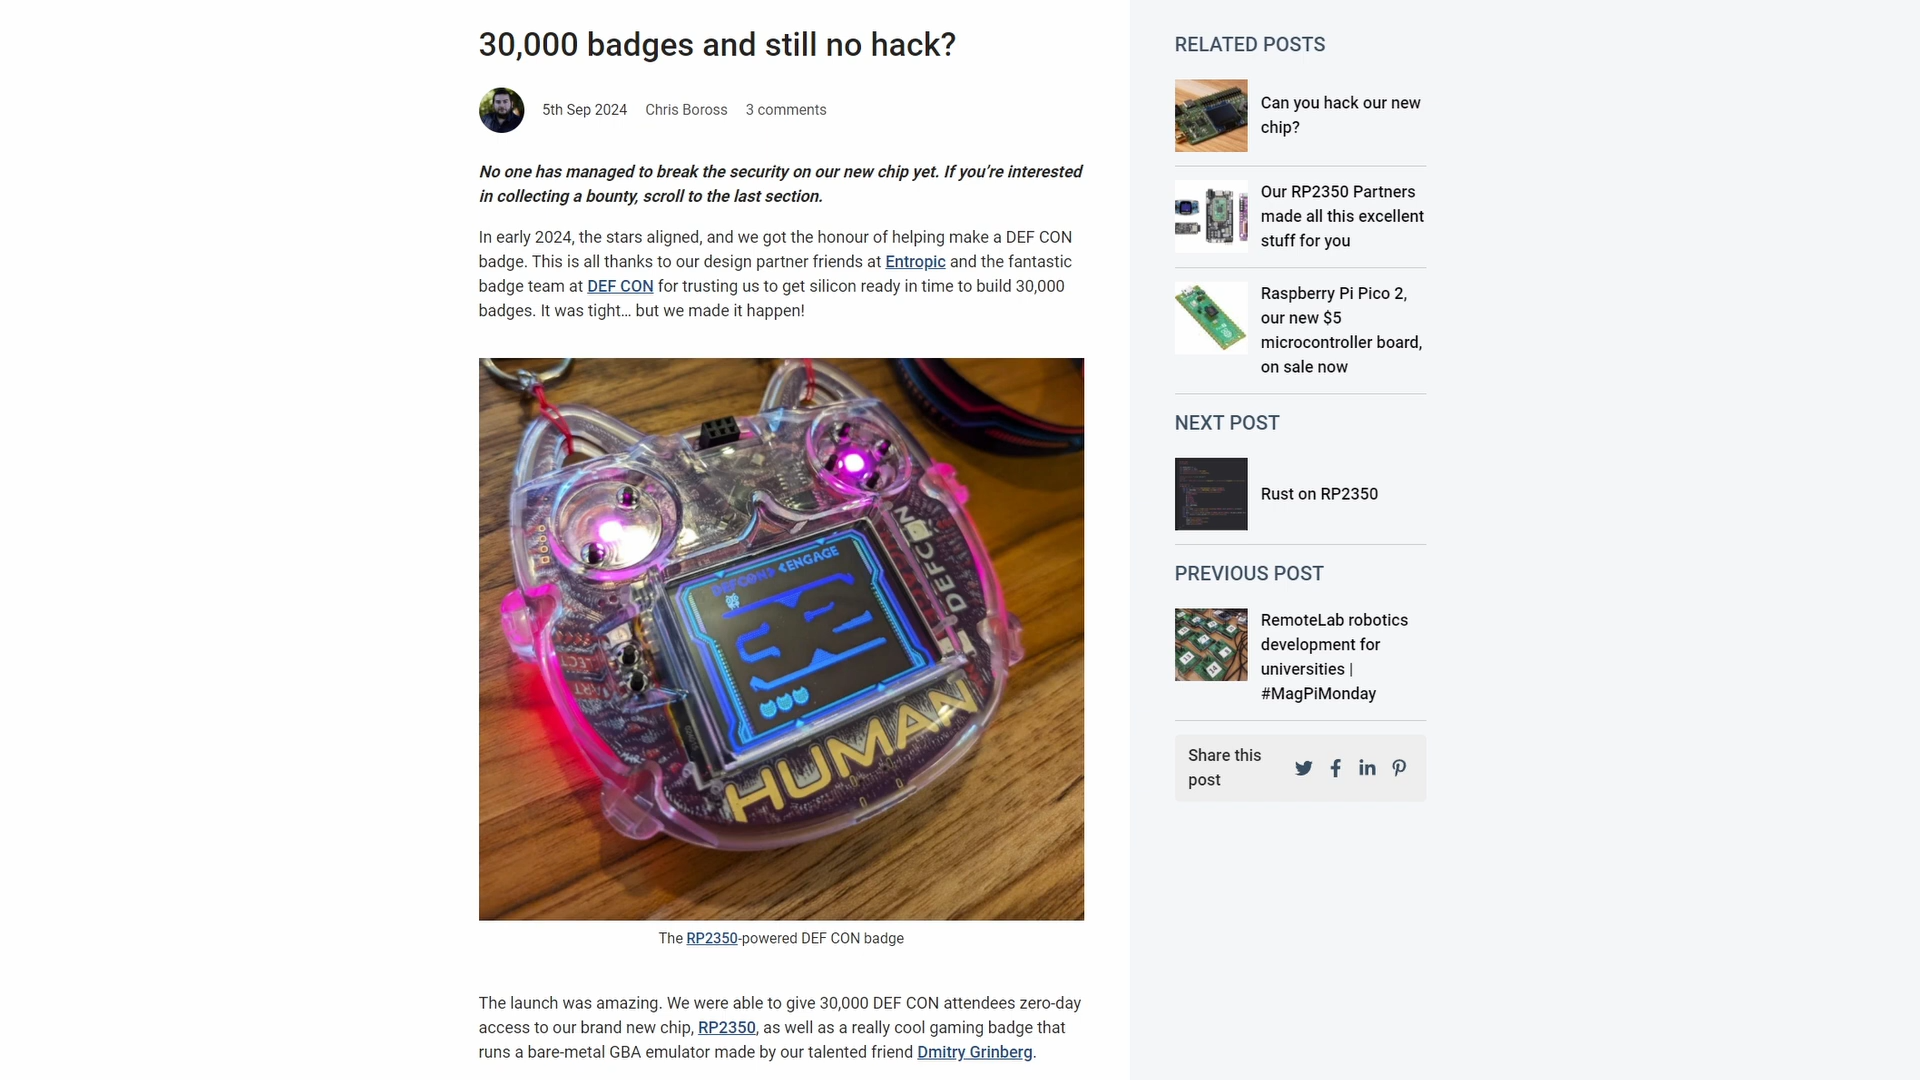 30,000 badges and still no hack?
5th Sep 2024 Chris Boross 3 comments
No one has managed to break the security on our new chip yet. If you’re interested
in collecting a bounty, scroll to the last section.
In early 2024, the stars aligned, and we got the honour of helping make a DEF CON
badge. This is all thanks to our design partner friends at Entropic and the fantastic
badge team at DEF CON for trusting us to get silicon ready in time to build 30,000
badges. It was tight… but we made it happen!
DEFCON> <ENGAGE
DEFCON
HUMAN
The RP2350-powered DEF CON badge
The launch was amazing. We were able to give 30,000 DEF CON attendees zero-day
access to our brand new chip, RP2350, as well as a really cool gaming badge that
runs a bare-metal GBA emulator made by our talented friend Dmitry Grinberg.
RELATED POSTS
Can you hack our new
chip?
Our RP2350 Partners
made all this excellent
stuff for you
Raspberry Pi Pico 2,
our new $5
microcontroller board,
on sale now
NEXT POST
Rust on RP2350
PREVIOUS POST
RemoteLab robotics
development for
universities |
#MagPiMonday
Share this
post